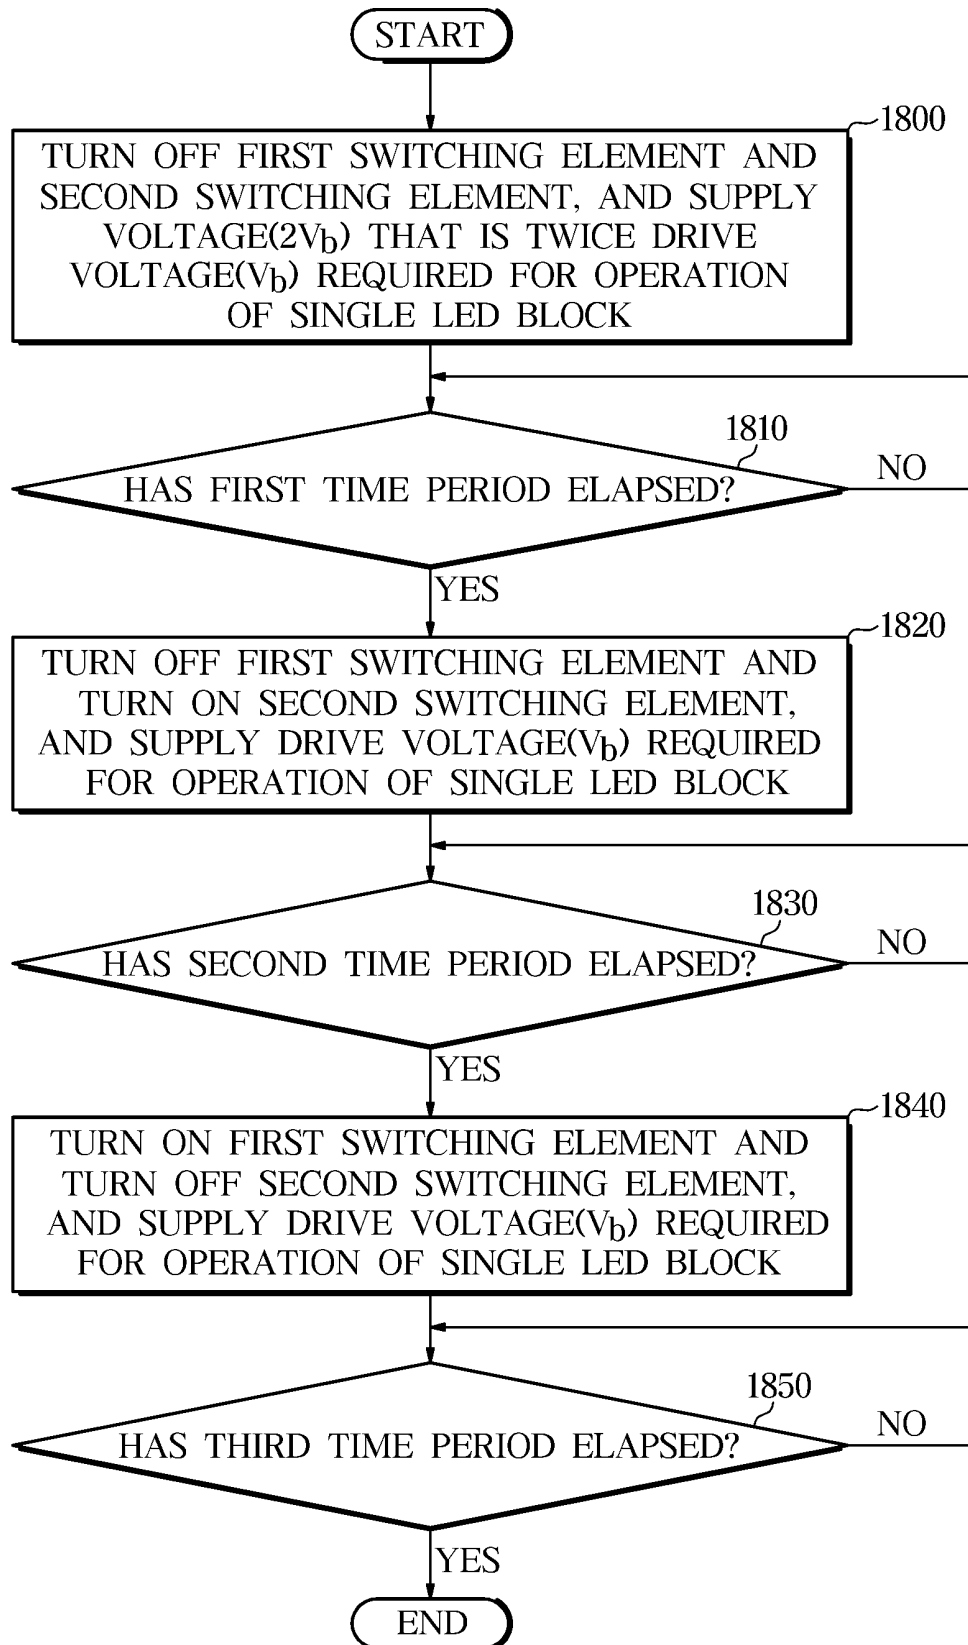 START
1800
TURN OFF FIRST SWITCHING ELEMENT AND
SECOND SWITCHING ELEMENT, AND SUPPLY
VOLTAGE(2Vb) THAT IS TWICE DRIVE
VOLTAGE(Vb) REQUIRED FOR OPERATION
OF SINGLE LED BLOCK
1810
HAS FIRST TIME PERIOD ELAPSED?
NO
YES
1820
TURN OFF FIRST SWITCHING ELEMENT AND
TURN ON SECOND SWITCHING ELEMENT,
AND SUPPLY DRIVE VOLTAGE(Vb) REQUIRED
FOR OPERATION OF SINGLE LED BLOCK
1830
HAS SECOND TIME PERIOD ELAPSED?
NO
YES
1840
TURN ON FIRST SWITCHING ELEMENT AND
TURN OFF SECOND SWITCHING ELEMENT,
AND SUPPLY DRIVE VOLTAGE(Vb) REQUIRED
FOR OPERATION OF SINGLE LED BLOCK
1850
HAS THIRD TIME PERIOD ELAPSED?
NO
YES
END